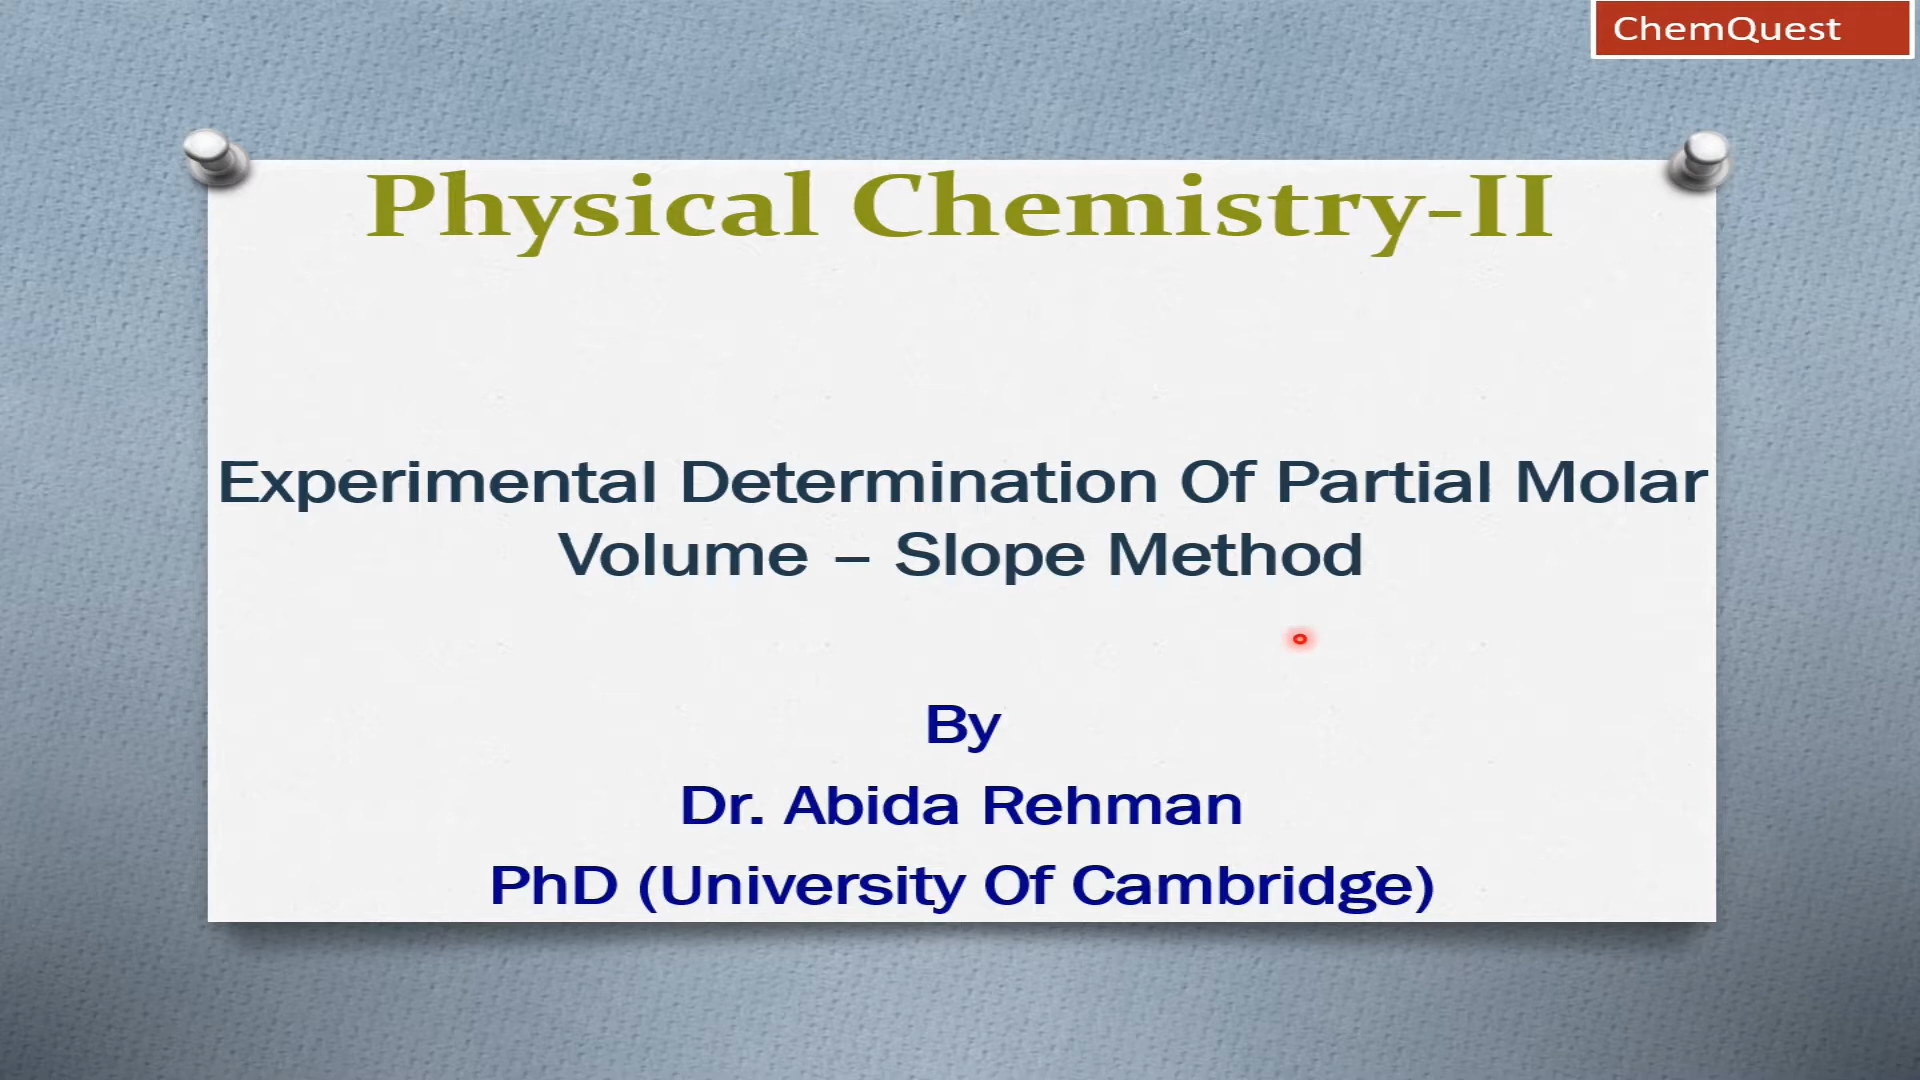 ChemQuest
Physical Chemistry-II
Experimental Determination Of Partial Molar
Volume – Slope Method
By
Dr. Abida Rehman
PhD (University Of Cambridge)